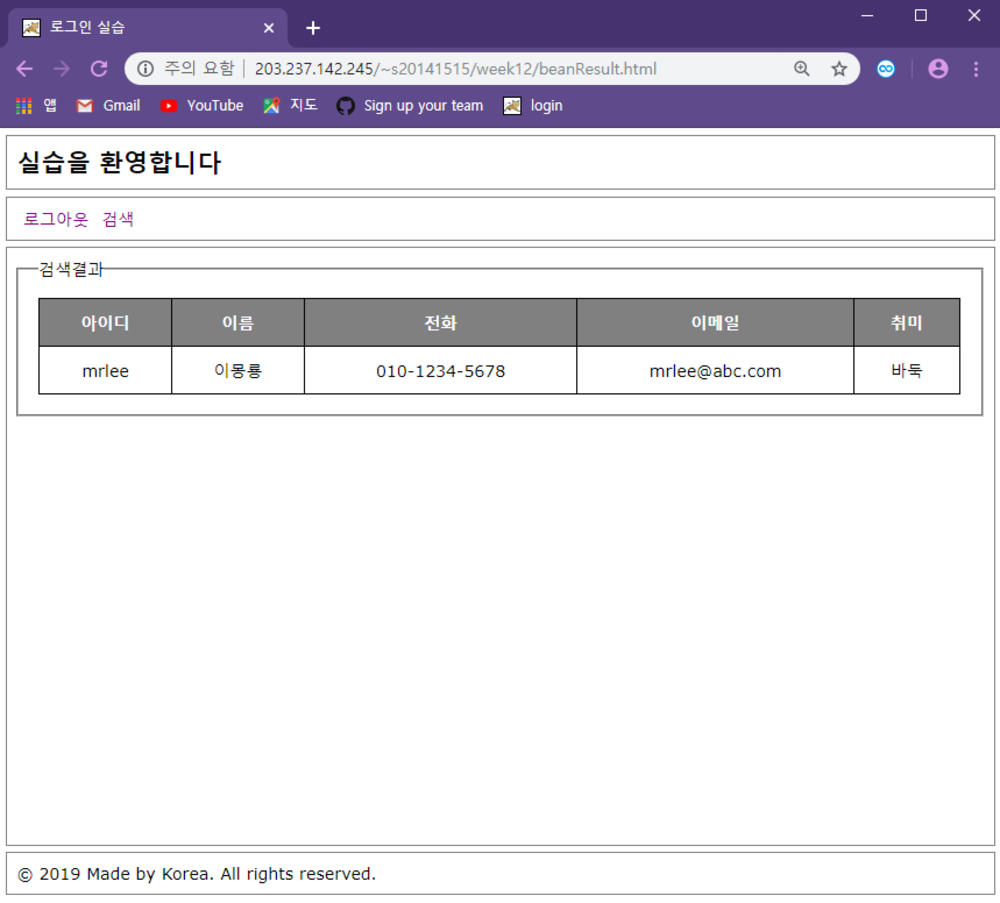 로그인 실습
주의 요함 | 203.237.142.245/~s20141515/week12/beanResult.html
앱 Gmail YouTube 지도 Sign up your team login
실습을 환영합니다
로그아웃 검색
검색결과
아이디 이름 전화 이메일 취미
mrlee 이몽룡 010-1234-5678 mrlee@abc.com 바둑
© 2019 Made by Korea. All rights reserved.